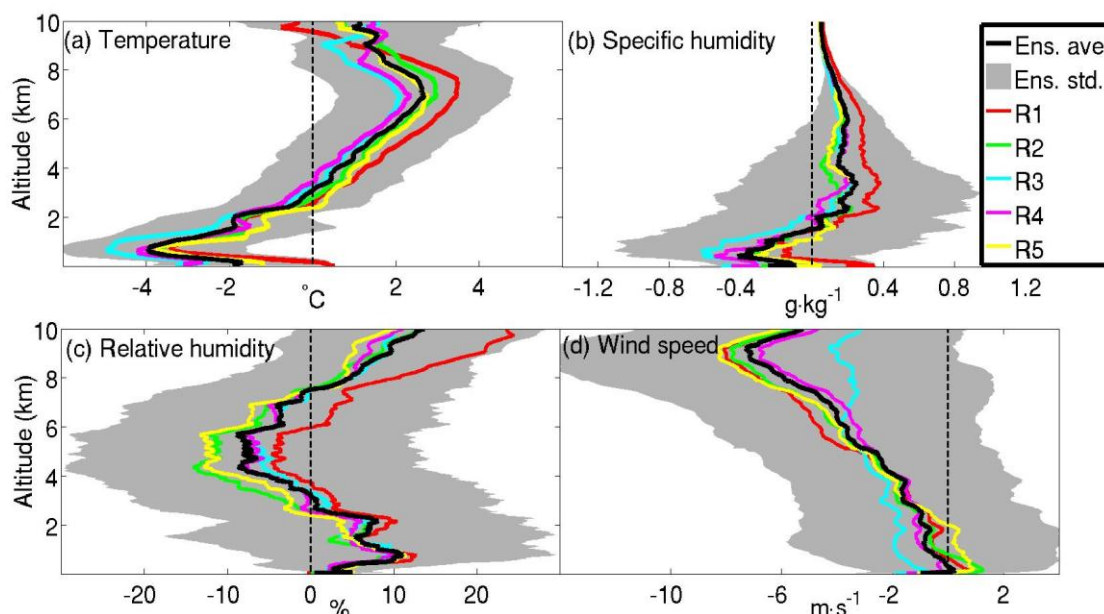 (a) Temperature
Altitude (km)
10
8
6
4
2
-4
-2
0
2
4
°C
(b) Specific humidity
-1.2
-0.8
-0.4
0
0.4
0.8
1.2
g·kg⁻¹
Ens. ave
Ens. std.
R1
R2
R3
R4
R5
(c) Relative humidity
Altitude (km)
10
8
6
4
2
-20
-10
0
10
20
%
(d) Wind speed
-10
-6
-2
2
m·s⁻¹